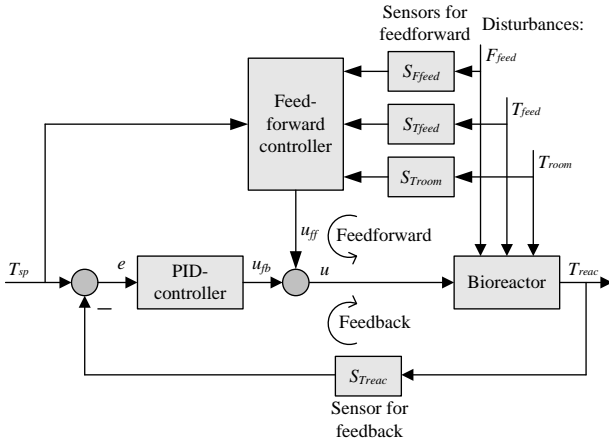 Sensors for
feedforward
Disturbances:
F_feed
S_Ffeed
Feed-
forward
controller
T_feed
S_Tfeed
T_room
S_Troom
u_ff
Feedforward
T_sp
e
PID-
controller
u_fb
u
Bioreactor
T_reac
–
Feedback
S_Treac
Sensor for
feedback